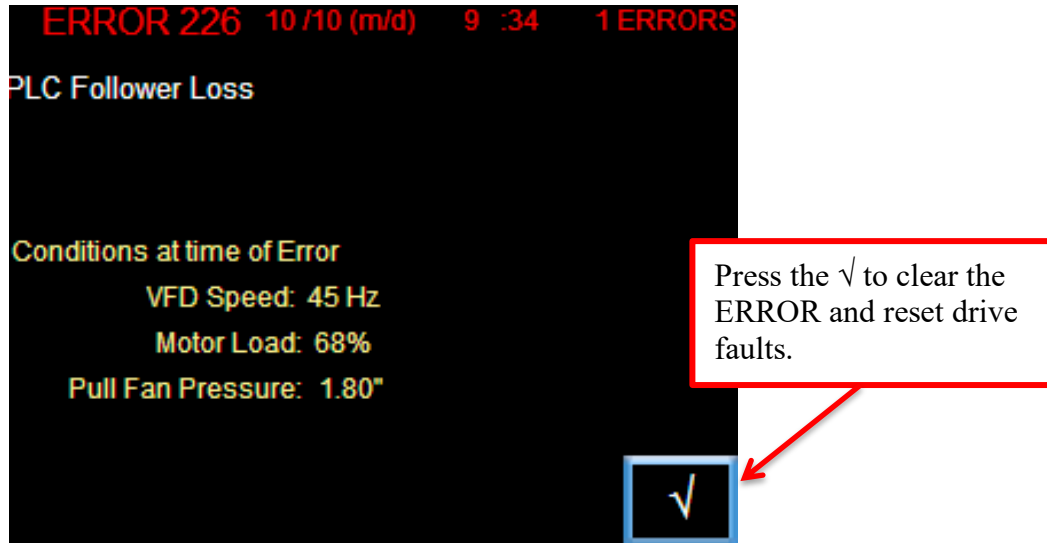 ERROR 226 10/10 (m/d) 9 :34 1 ERRORS
PLC Follower Loss
Conditions at time of Error
VFD Speed: 45 Hz
Motor Load: 68%
Pull Fan Pressure: 1.80"
Press the √ to clear the
ERROR and reset drive
faults.
√